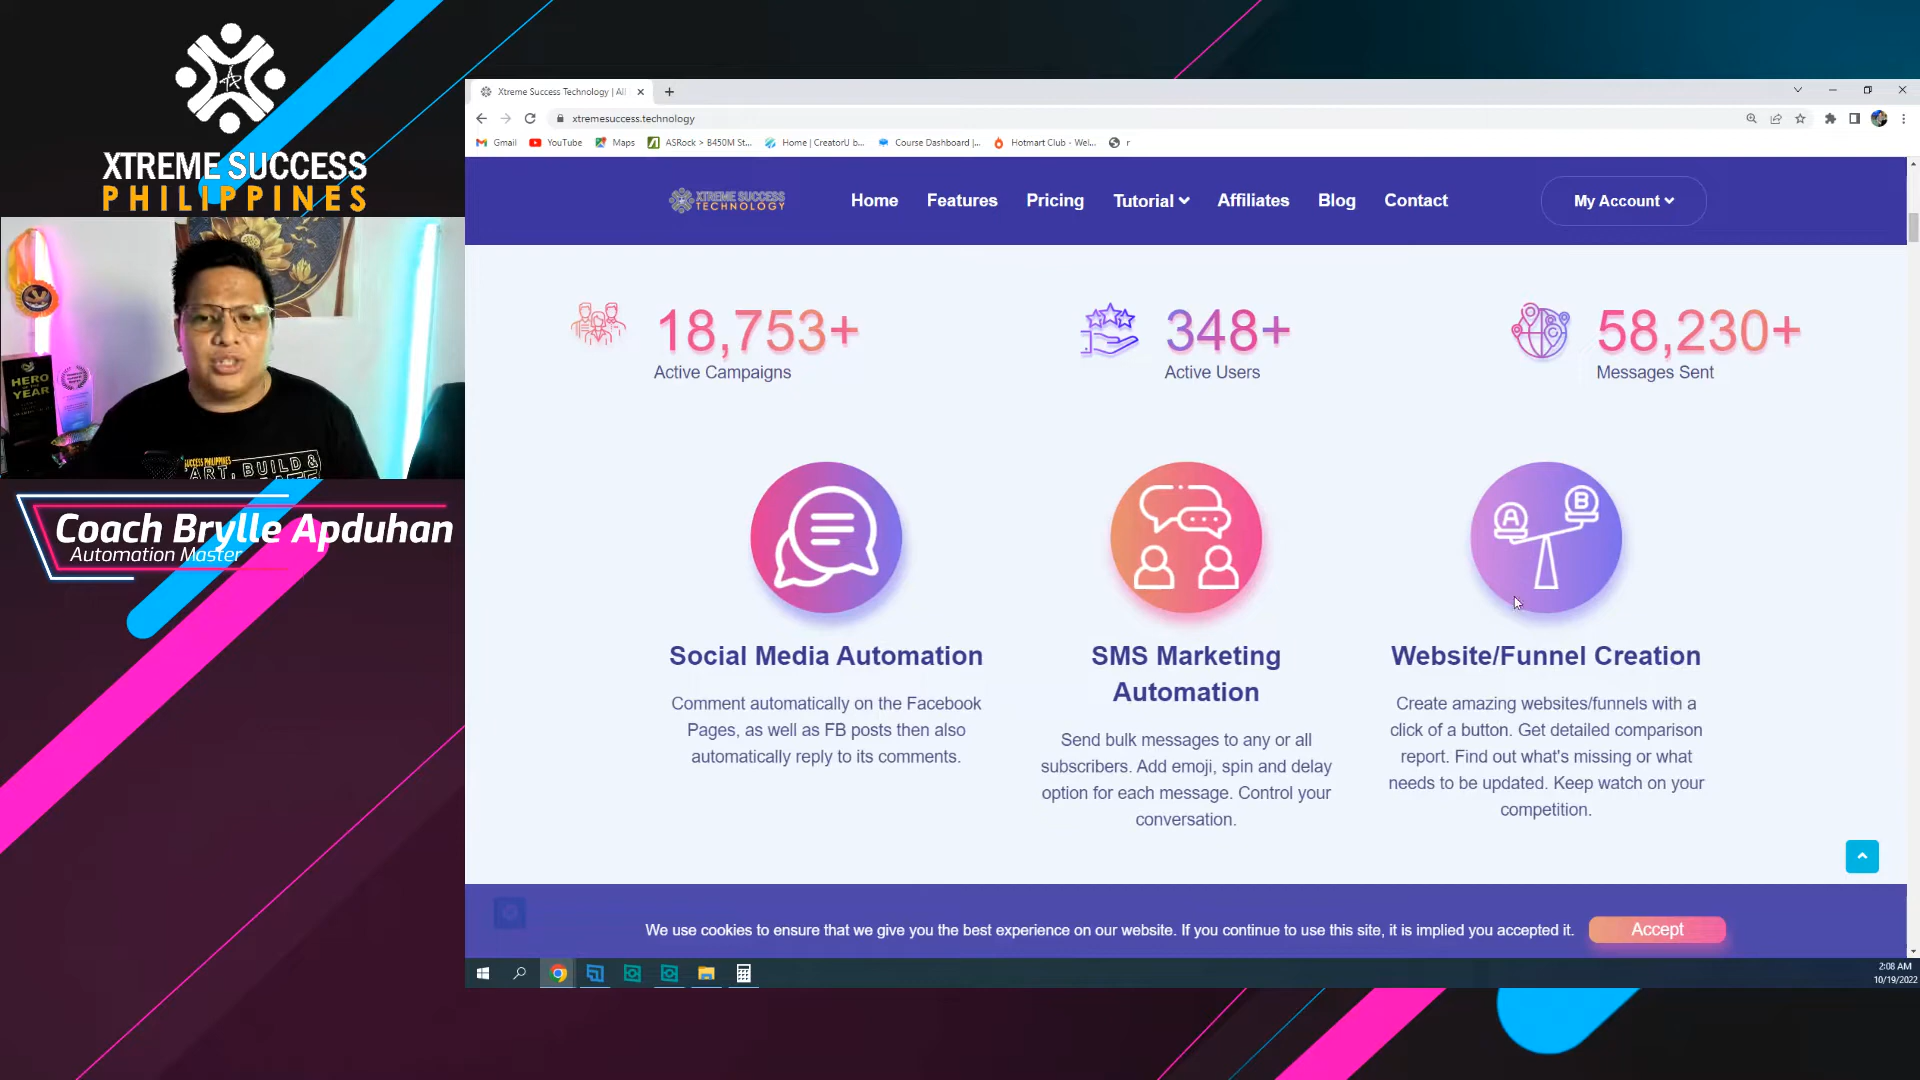 XTREME SUCCESS
PHILIPPINES
HERO
OF THE
YEAR
SUCCESS PHILIPPINES
BUILD &
Coach Brylle Apduhan
Automation Master
Xtreme Success Technology | All
xtremesuccess.technology
Gmail
YouTube
Maps
ASRock > B450M St...
Home | CreatorU b...
Course Dashboard |...
Hotmart Club - Wel...
r
XTREME SUCCESS
TECHNOLOGY
Home
Features
Pricing
Tutorial
Affiliates
Blog
Contact
My Account
18,753+
Active Campaigns
348+
Active Users
58,230+
Messages Sent
A
B
Social Media Automation
Comment automatically on the Facebook
Pages, as well as FB posts then also
automatically reply to its comments.
SMS Marketing
Automation
Send bulk messages to any or all
subscribers. Add emoji, spin and delay
option for each message. Control your
conversation.
Website/Funnel Creation
Create amazing websites/funnels with a
click of a button. Get detailed comparison
report. Find out what's missing or what
needs to be updated. Keep watch on your
competition.
We use cookies to ensure that we give you the best experience on our website. If you continue to use this site, it is implied you accepted it.
Accept
2:08 AM
10/19/2022